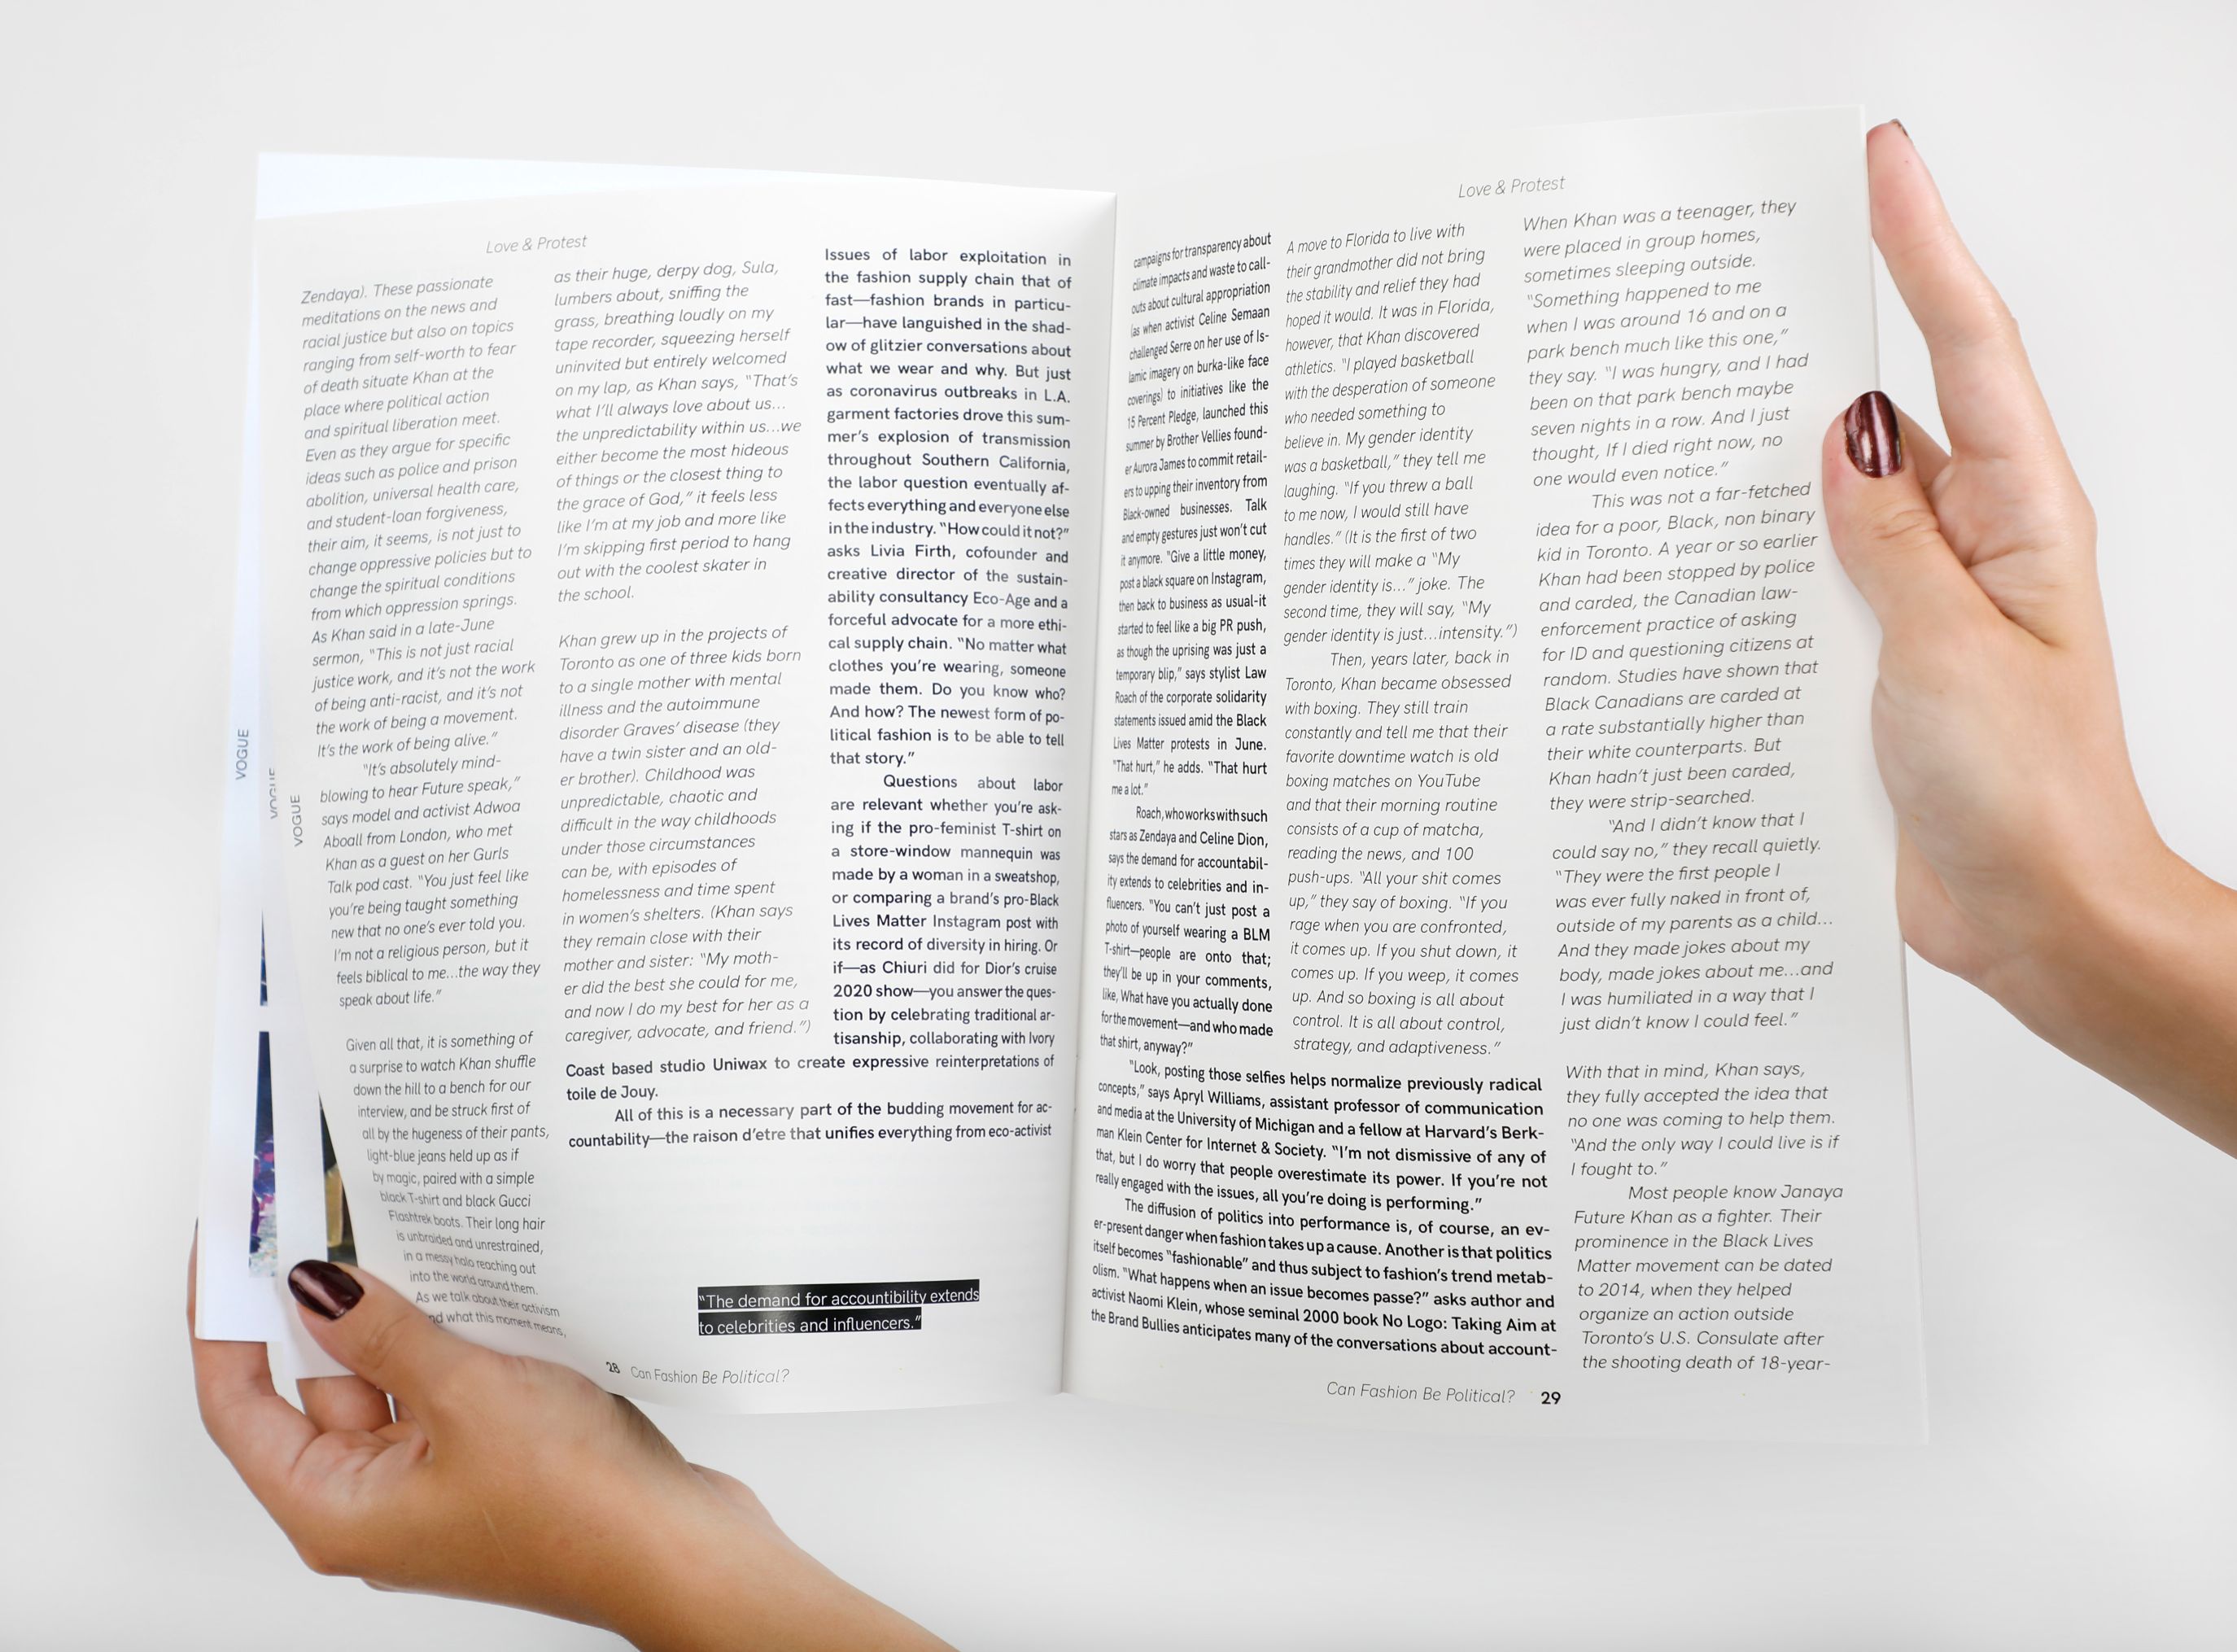 Love & Protest
Zendaya). These passionate
meditations on the news and
racial justice but also on topics
ranging from self-worth to fear
of death situate Khan at the
place where political action
and spiritual liberation meet.
Even as they argue for specific
ideas such as police and prison
abolition, universal health care,
and student-loan forgiveness,
their aim, it seems, is not just to
change oppressive policies but to
change the spiritual conditions
from which oppression springs.
As Khan said in a late-June
sermon, "This is not just racial
justice work, and it's not the work
of being anti-racist, and it's not
the work of being a movement.
It's the work of being alive."
"It's absolutely mind-
blowing to hear Future speak,"
says model and activist Adwoa
Aboall from London, who met
Khan as a guest on her Gurls
Talk pod cast. "You just feel like
you're being taught something
new that no one's ever told you.
I'm not a religious person, but it
feels biblical to me...the way they
speak about life."
Given all that, it is something of
a surprise to watch Khan shuffle
down the hill to a bench for our
interview, and be struck first of
all by the hugeness of their pants,
light-blue jeans held up as if
by magic, paired with a simple
black T-shirt and black Gucci
Flashtrek boots. Their long hair
is unbraided and unrestrained,
in a messy halo reaching out
into the world around them.
As we talk about their activism
what this moment means,
as their huge, derpy dog, Sula,
lumbers about, sniffing the
grass, breathing loudly on my
tape recorder, squeezing herself
uninvited but entirely welcomed
on my lap, as Khan says, "That's
what I'll always love about us...
the unpredictability within us...we
either become the most hideous
of things or the closest thing to
the grace of God," it feels less
like I'm at my job and more like
I'm skipping first period to hang
out with the coolest skater in
the school.
Khan grew up in the projects of
Toronto as one of three kids born
to a single mother with mental
illness and the autoimmune
disorder Graves' disease (they
have a twin sister and an old-
er brother). Childhood was
unpredictable, chaotic and
difficult in the way childhoods
under those circumstances
can be, with episodes of
homelessness and time spent
in women's shelters. (Khan says
they remain close with their
mother and sister: "My moth-
er did the best she could for me,
and now I do my best for her as a
caregiver, advocate, and friend.")
Issues of labor exploitation in
the fashion supply chain that of
fast—fashion brands in particu-
lar—have languished in the shad-
ow of glitzier conversations about
what we wear and why. But just
as coronavirus outbreaks in L.A.
garment factories drove this sum-
mer's explosion of transmission
throughout Southern California,
the labor question eventually af-
fects everything and everyone else
in the industry. "How could it not?"
asks Livia Firth, cofounder and
creative director of the sustain-
ability consultancy Eco-Age and a
forceful advocate for a more ethi-
cal supply chain. "No matter what
clothes you're wearing, someone
made them. Do you know who?
And how? The newest form of po-
litical fashion is to be able to tell
that story."
Questions about labor
are relevant whether you're ask-
ing if the pro-feminist T-shirt on
a store-window mannequin was
made by a woman in a sweatshop,
or comparing a brand's pro-Black
Lives Matter Instagram post with
its record of diversity in hiring. Or
if—as Chiuri did for Dior's cruise
2020 show—you answer the ques-
tion by celebrating traditional ar-
tisanship, collaborating with Ivory
Coast based studio Uniwax to create expressive reinterpretations of
toile de Jouy.
All of this is a necessary part of the budding movement for ac-
countability—the raison d'etre that unifies everything from eco-activist
"The demand for accountibility extends
to celebrities and influencers."
28 Can Fashion Be Political?
VOGUE
VOGUE
VOGUE
Love & Protest
campaigns for transparency about
climate impacts and waste to call-
outs about cultural appropriation
(as when activist Celine Semaan
challenged Serre on her use of Is-
lamic imagery on burka-like face
coverings) to initiatives like the
15 Percent Pledge, launched this
summer by Brother Vellies found-
er Aurora James to commit retail-
ers to upping their inventory from
Black-owned businesses. Talk
and empty gestures just won't cut
it anymore. "Give a little money,
post a black square on Instagram,
then back to business as usual-it
started to feel like a big PR push,
as though the uprising was just a
temporary blip," says stylist Law
Roach of the corporate solidarity
statements issued amid the Black
Lives Matter protests in June.
"That hurt," he adds. "That hurt
me a lot."
Roach, who works with such
stars as Zendaya and Celine Dion,
says the demand for accountabil-
ity extends to celebrities and in-
fluencers. "You can't just post a
photo of yourself wearing a BLM
T-shirt—people are onto that;
they'll be up in your comments,
like, What have you actually done
for the movement—and who made
that shirt, anyway?"
"Look, posting those selfies helps normalize previously radical
concepts," says Apryl Williams, assistant professor of communication
and media at the University of Michigan and a fellow at Harvard's Berk-
man Klein Center for Internet & Society. "I'm not dismissive of any of
that, but I do worry that people overestimate its power. If you're not
really engaged with the issues, all you're doing is performing."
The diffusion of politics into performance is, of course, an ev-
er-present danger when fashion takes up a cause. Another is that politics
itself becomes "fashionable" and thus subject to fashion's trend metab-
olism. "What happens when an issue becomes passe?" asks author and
activist Naomi Klein, whose seminal 2000 book No Logo: Taking Aim at
the Brand Bullies anticipates many of the conversations about account-
A move to Florida to live with
their grandmother did not bring
the stability and relief they had
hoped it would. It was in Florida,
however, that Khan discovered
athletics. "I played basketball
with the desperation of someone
who needed something to
believe in. My gender identity
was a basketball," they tell me
laughing. "If you threw a ball
to me now, I would still have
handles." (It is the first of two
times they will make a "My
gender identity is..." joke. The
second time, they will say, "My
gender identity is just...intensity.")
Then, years later, back in
Toronto, Khan became obsessed
with boxing. They still train
constantly and tell me that their
favorite downtime watch is old
boxing matches on YouTube
and that their morning routine
consists of a cup of matcha,
reading the news, and 100
push-ups. "All your shit comes
up," they say of boxing. "If you
rage when you are confronted,
it comes up. If you shut down, it
comes up. If you weep, it comes
up. And so boxing is all about
control. It is all about control,
strategy, and adaptiveness."
When Khan was a teenager, they
were placed in group homes,
sometimes sleeping outside.
"Something happened to me
when I was around 16 and on a
park bench much like this one,"
they say. "I was hungry, and I had
been on that park bench maybe
seven nights in a row. And I just
thought, If I died right now, no
one would even notice."
This was not a far-fetched
idea for a poor, Black, non binary
kid in Toronto. A year or so earlier
Khan had been stopped by police
and carded, the Canadian law-
enforcement practice of asking
for ID and questioning citizens at
random. Studies have shown that
Black Canadians are carded at
a rate substantially higher than
their white counterparts. But
Khan hadn't just been carded,
they were strip-searched.
"And I didn't know that I
could say no," they recall quietly.
"They were the first people I
was ever fully naked in front of,
outside of my parents as a child...
And they made jokes about my
body, made jokes about me...and
I was humiliated in a way that I
just didn't know I could feel."
With that in mind, Khan says,
they fully accepted the idea that
no one was coming to help them.
"And the only way I could live is if
I fought to."
Most people know Janaya
Future Khan as a fighter. Their
prominence in the Black Lives
Matter movement can be dated
to 2014, when they helped
organize an action outside
Toronto's U.S. Consulate after
the shooting death of 18-year-
Can Fashion Be Political? 29